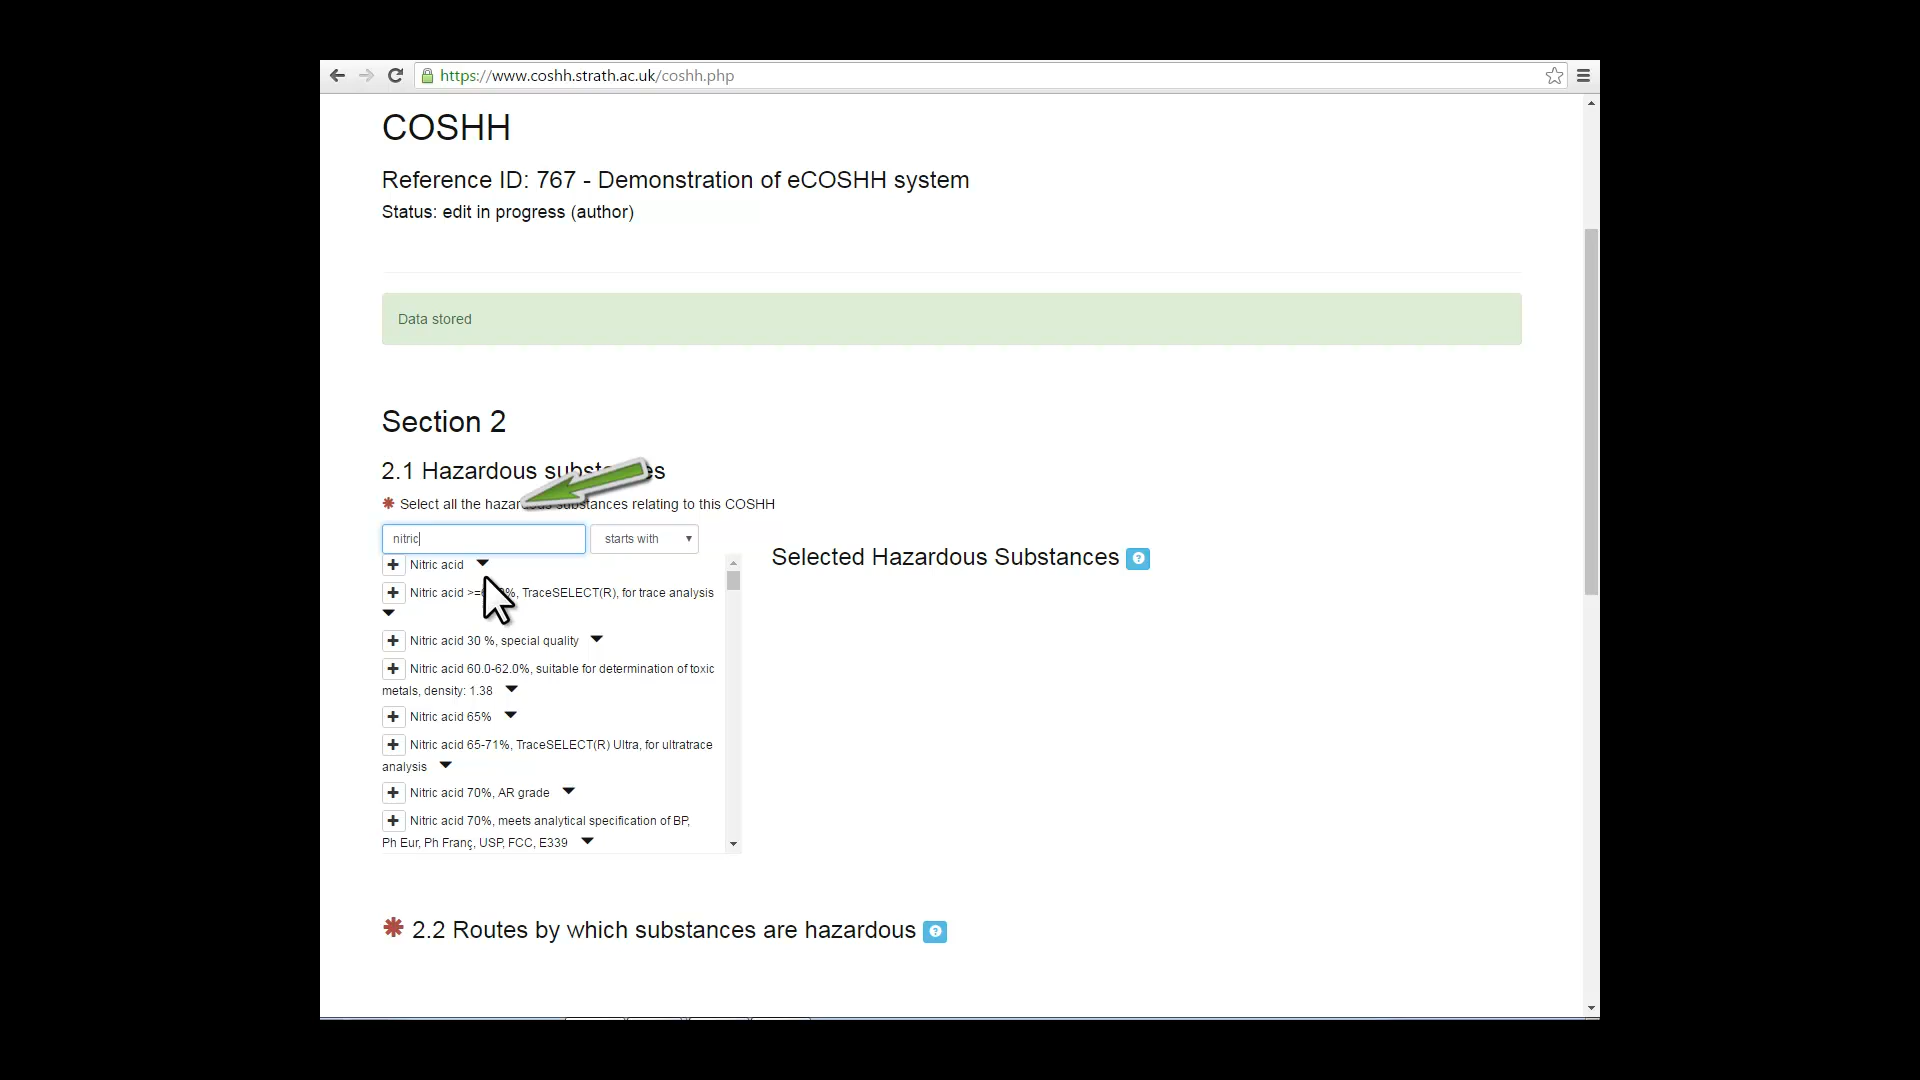 https://www.coshh.strath.ac.uk/coshh.php
COSHH
Reference ID: 767 - Demonstration of eCOSHH system
Status: edit in progress (author)
Data stored
Section 2
2.1 Hazardous substances
Select all the hazardous substances relating to this COSHH
nitric
starts with
Selected Hazardous Substances
Nitric acid
Nitric acid >= %, TraceSELECT(R), for trace analysis
Nitric acid 30 %, special quality
Nitric acid 60.0-62.0%, suitable for determination of toxic
metals, density: 1.38
Nitric acid 65%
Nitric acid 65-71%, TraceSELECT(R) Ultra, for ultratrace
analysis
Nitric acid 70%, AR grade
Nitric acid 70%, meets analytical specification of BP,
Ph Eur, Ph Franç, USP, FCC, E339
2.2 Routes by which substances are hazardous